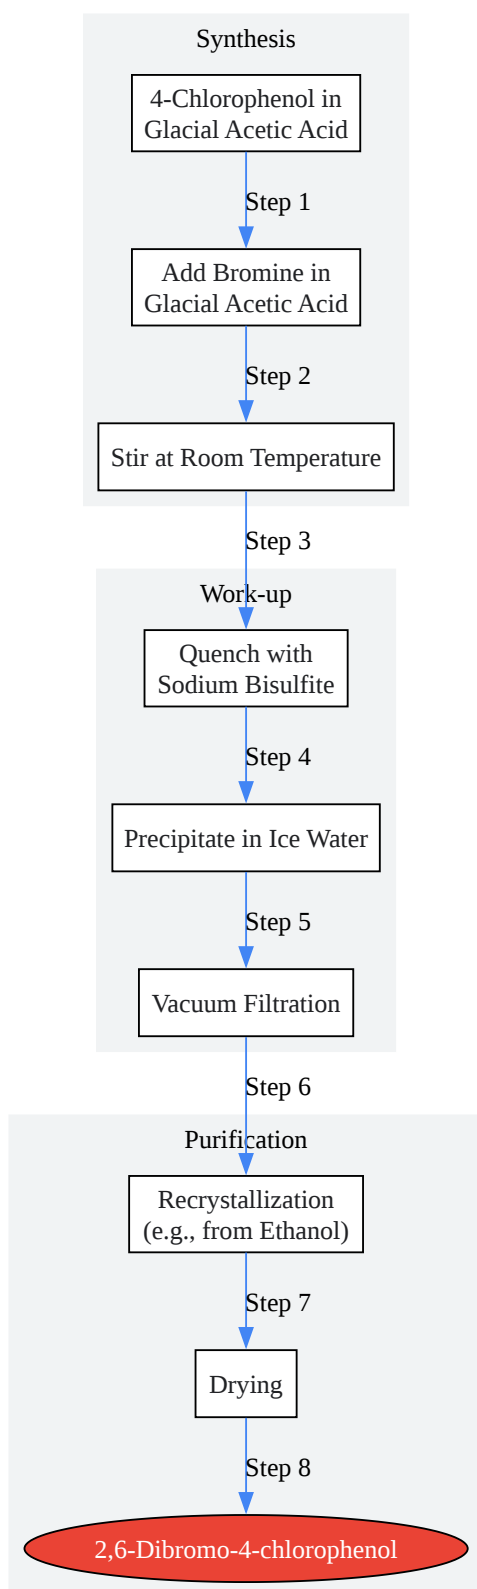 Synthesis
4-Chlorophenol in
Glacial Acetic Acid
Step 1
Add Bromine in
Glacial Acetic Acid
Step 2
Stir at Room Temperature
Step 3
Work-up
Quench with
Sodium Bisulfite
Step 4
Precipitate in Ice Water
Step 5
Vacuum Filtration
Step 6
Purification
Recrystallization
(e.g., from Ethanol)
Step 7
Drying
Step 8
2,6-Dibromo-4-chlorophenol